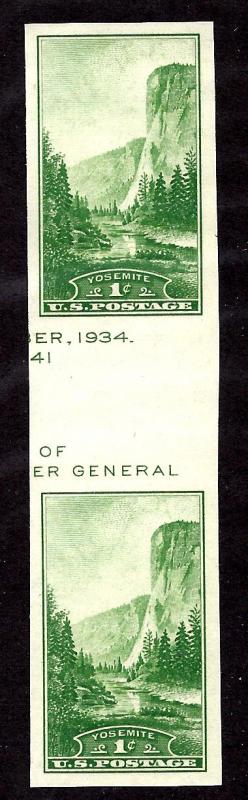 YOSEMITE
1¢
U.S.POSTAGE
BER, 1934.
41
OF
ER GENERAL
YOSEMITE
1¢
U.S.POSTAGE